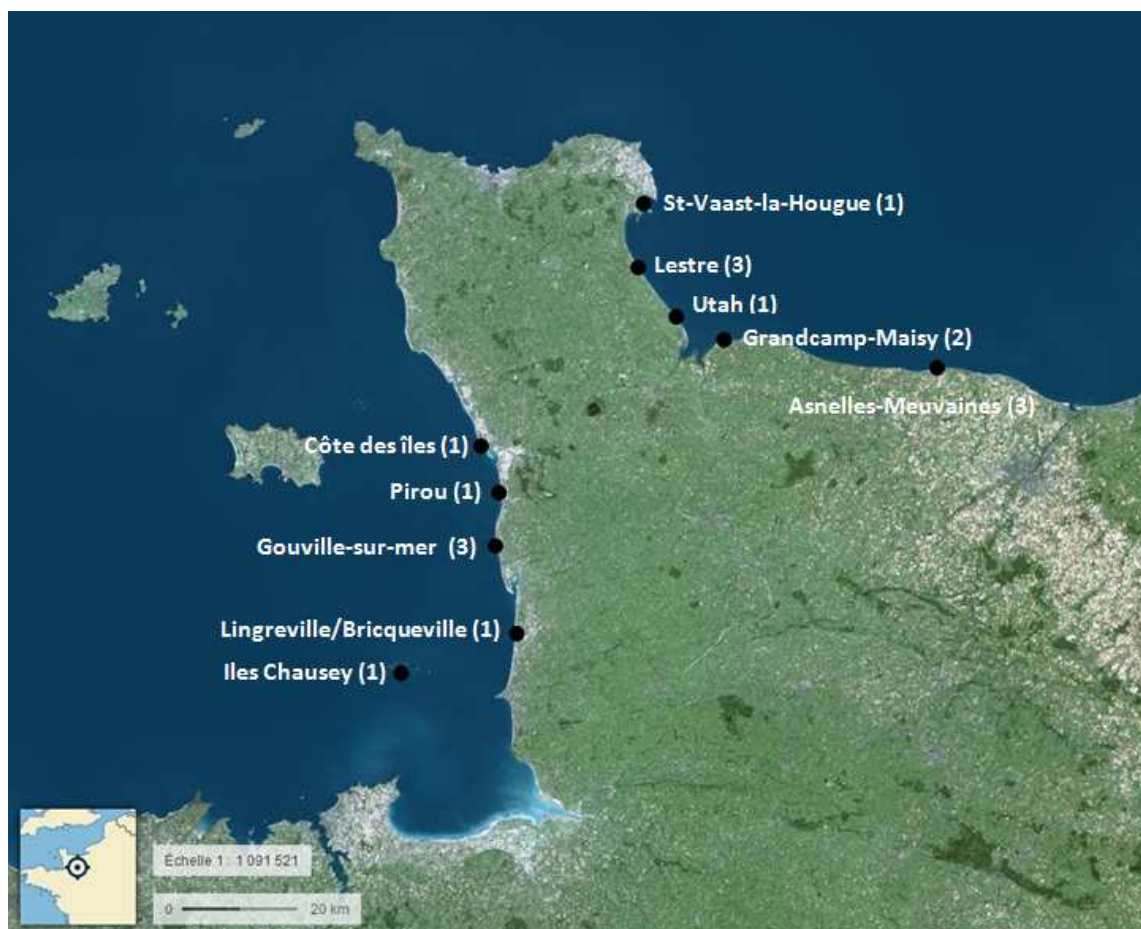 St-Vaast-la-Hougue (1)
Lestre (3)
Utah (1)
Grandcamp-Maisy (2)
Asnelles-Meuvaines (3)
Côte des îles (1)
Pirou (1)
Gouville-sur-mer (3)
Lingreville/Bricqueville (1)
Iles Chausey (1)
Échelle 1 : 1 091 521
0 20 km